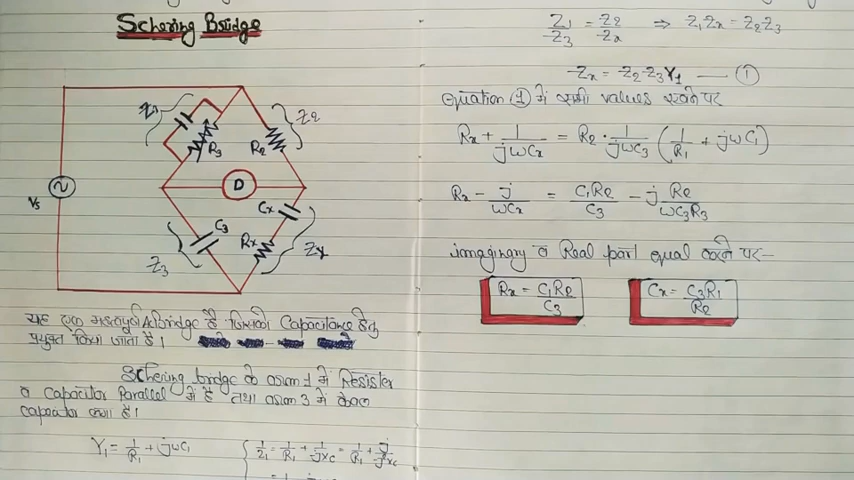 Schering Bridge
Z1
Z2
R3
R2
D
Vs
C3
Cx
Rx
Z3
Zx
यह एक महत्वपूर्ण AcBridge है जिसको Capacitance हेतु
प्रयुक्त किया जाता है।
Schering bridge के arm 1 में Resister
व Capacitor Parallel में है तथा arm 3 में केवल
capacitor लगा है।
Y1 = 1/R1 + jωC1
Z1/Z3 = Z2/Zx ⇒ Z1Zx = Z2Z3
Zx = Z2Z3Y1 — ①
equation ① में सभी values रखने पर
Rx + 1/jωCx = R2 · 1/jωC3 (1/R1 + jωC1)
Rx - j/ωCx = C1R2/C3 - j R2/ωC3R3
imaginary व Real part equal करने पर-
Rx = C1R2/C3
Cx = C3R1/R2